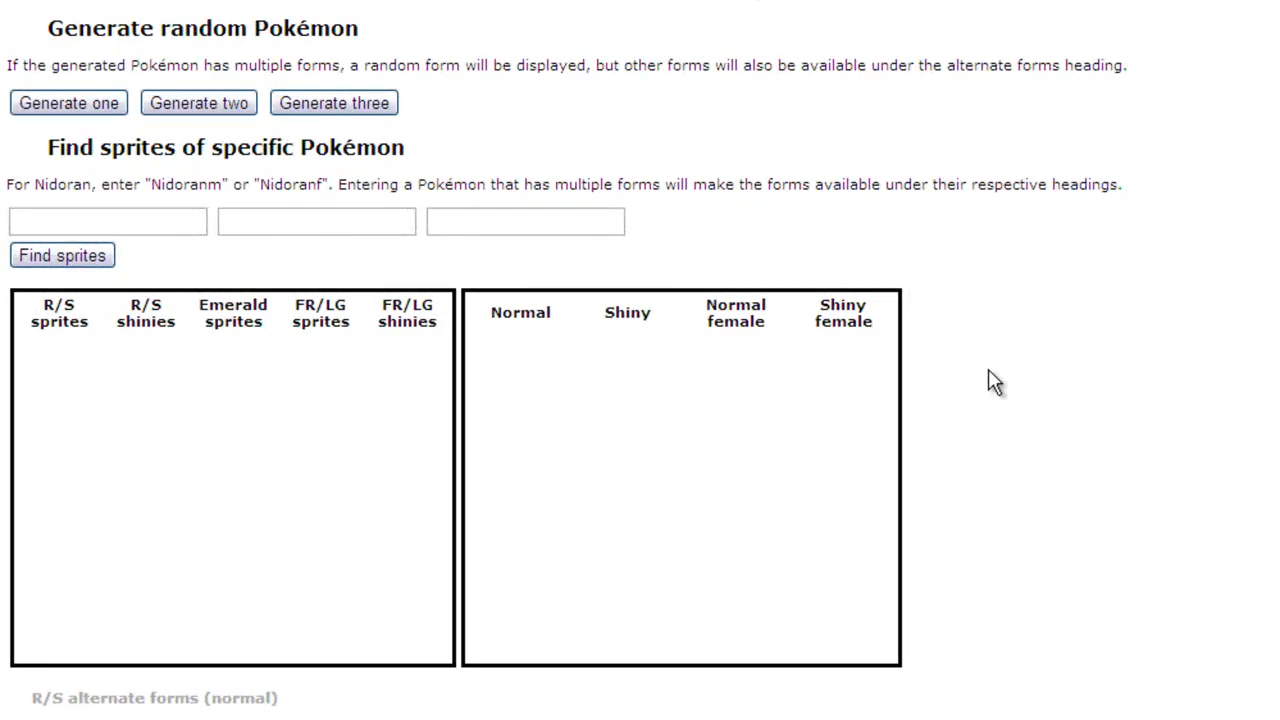 Generate random Pokémon
If the generated Pokémon has multiple forms, a random form will be displayed, but other forms will also be available under the alternate forms heading.
Generate one Generate two Generate three
Find sprites of specific Pokémon
For Nidoran, enter "Nidoranm" or "Nidoranf". Entering a Pokémon that has multiple forms will make the forms available under their respective headings.
Find sprites
R/S sprites R/S shinies Emerald sprites FR/LG sprites FR/LG shinies Normal Shiny Normal female Shiny female
R/S alternate forms (normal)